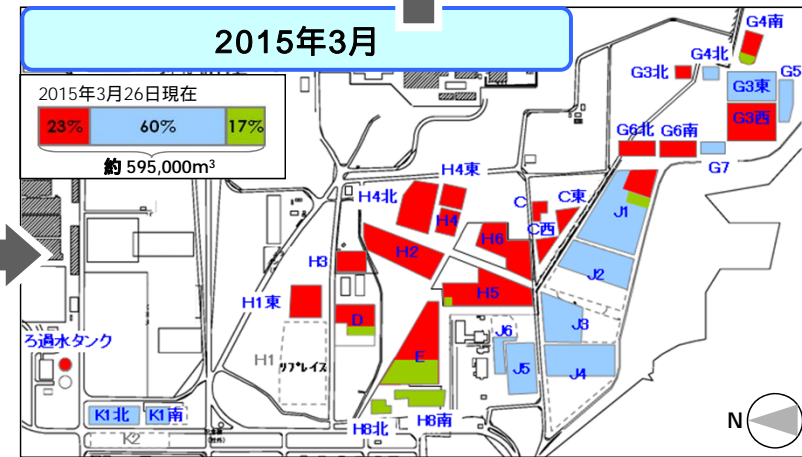 2015年3月
2015年3月26日現在
23% 60% 17%
約 595,000m³
G4南
G4北
G3北
G5
G3東
G3西
G6北 G6南
G7
H4東
H4北
H4
C
C東
C西
H6
J1
H2
H3
J2
H5
H1東
D
J3
J6
ろ過水タンク
H1
リプレイス
E
J5
J4
K1北 K1南
K2
H8北
H8南
N